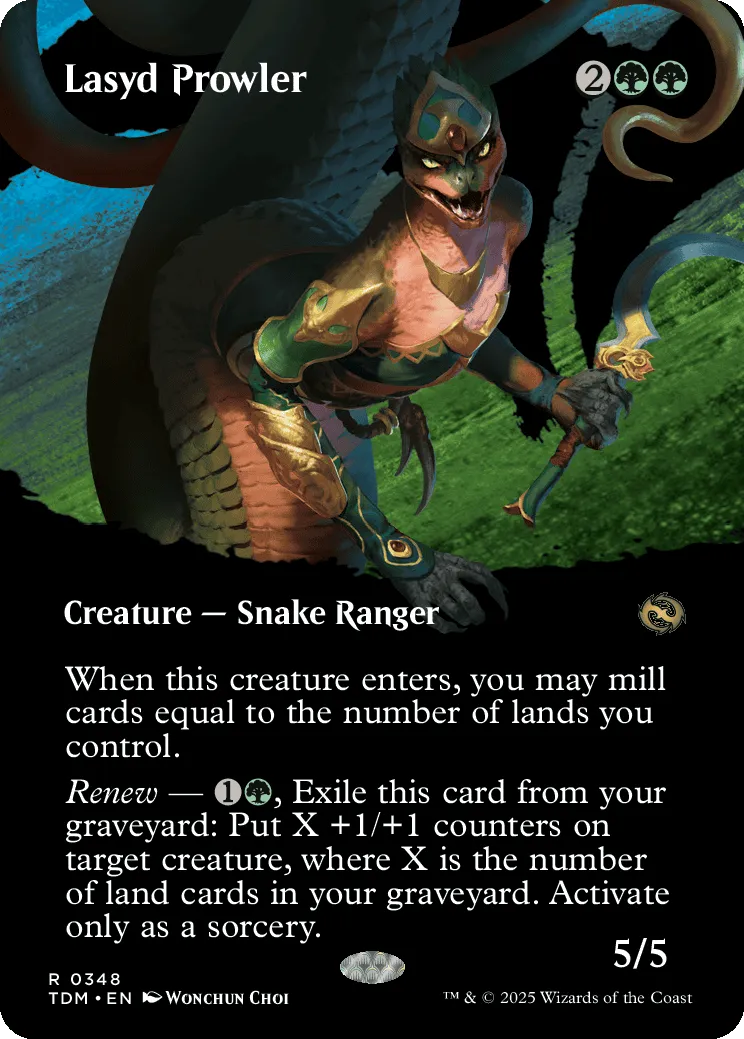 Lasyd Prowler 2
Creature — Snake Ranger
When this creature enters, you may mill
cards equal to the number of lands you
control.
Renew — 1, Exile this card from your
graveyard: Put X +1/+1 counters on
target creature, where X is the number
of land cards in your graveyard. Activate
only as a sorcery.
5/5
R 0348
TDM • EN Wonchun Choi
™ & © 2025 Wizards of the Coast